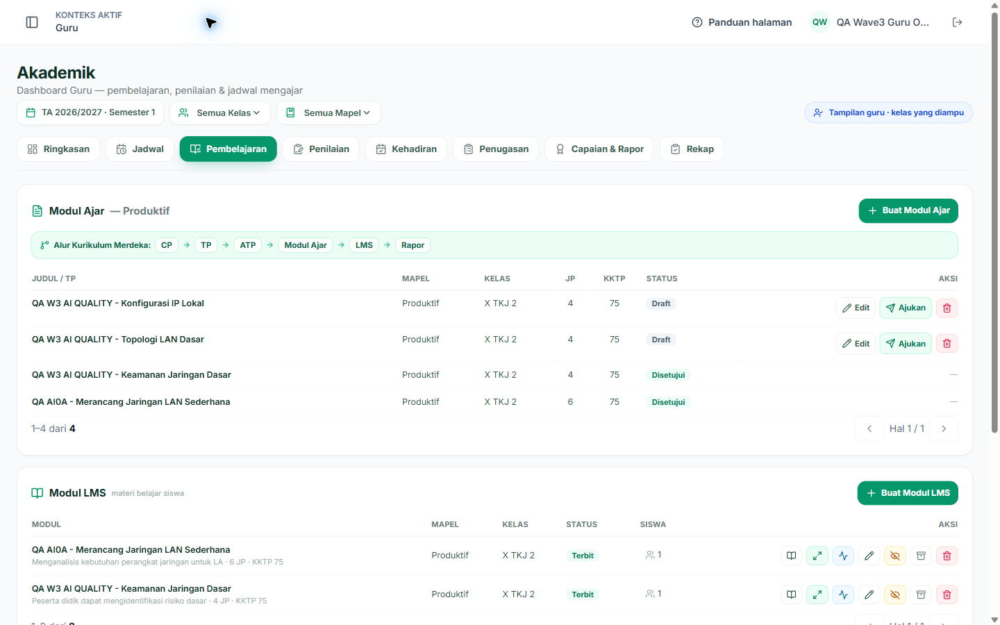 KONTEKS AKTIF
Guru
Panduan halaman
QW
QA Wave3 Guru O...
Akademik
Dashboard Guru — pembelajaran, penilaian & jadwal mengajar
TA 2026/2027 · Semester 1
Semua Kelas
Semua Mapel
Tampilan guru · kelas yang diampu
Ringkasan
Jadwal
Pembelajaran
Penilaian
Kehadiran
Penugasan
Capaian & Rapor
Rekap
Modul Ajar — Produktif
Buat Modul Ajar
Alur Kurikulum Merdeka: CP → TP → ATP → Modul Ajar → LMS → Rapor
JUDUL / TP MAPEL KELAS JP KKTP STATUS AKSI
QA W3 AI QUALITY - Konfigurasi IP Lokal Produktif X TKJ 2 4 75 Draft Edit Ajukan
QA W3 AI QUALITY - Topologi LAN Dasar Produktif X TKJ 2 4 75 Draft Edit Ajukan
QA W3 AI QUALITY - Keamanan Jaringan Dasar Produktif X TKJ 2 4 75 Disetujui —
QA AI0A - Merancang Jaringan LAN Sederhana Produktif X TKJ 2 6 75 Disetujui —
1–4 dari 4
Hal 1 / 1
Modul LMS materi belajar siswa
Buat Modul LMS
MODUL MAPEL KELAS STATUS SISWA AKSI
QA AI0A - Merancang Jaringan LAN Sederhana
Menganalisis kebutuhan perangkat jaringan untuk LA · 6 JP · KKTP 75
Produktif X TKJ 2 Terbit 1
QA W3 AI QUALITY - Keamanan Jaringan Dasar
Peserta didik dapat mengidentifikasi risiko dasar · 4 JP · KKTP 75
Produktif X TKJ 2 Terbit 1